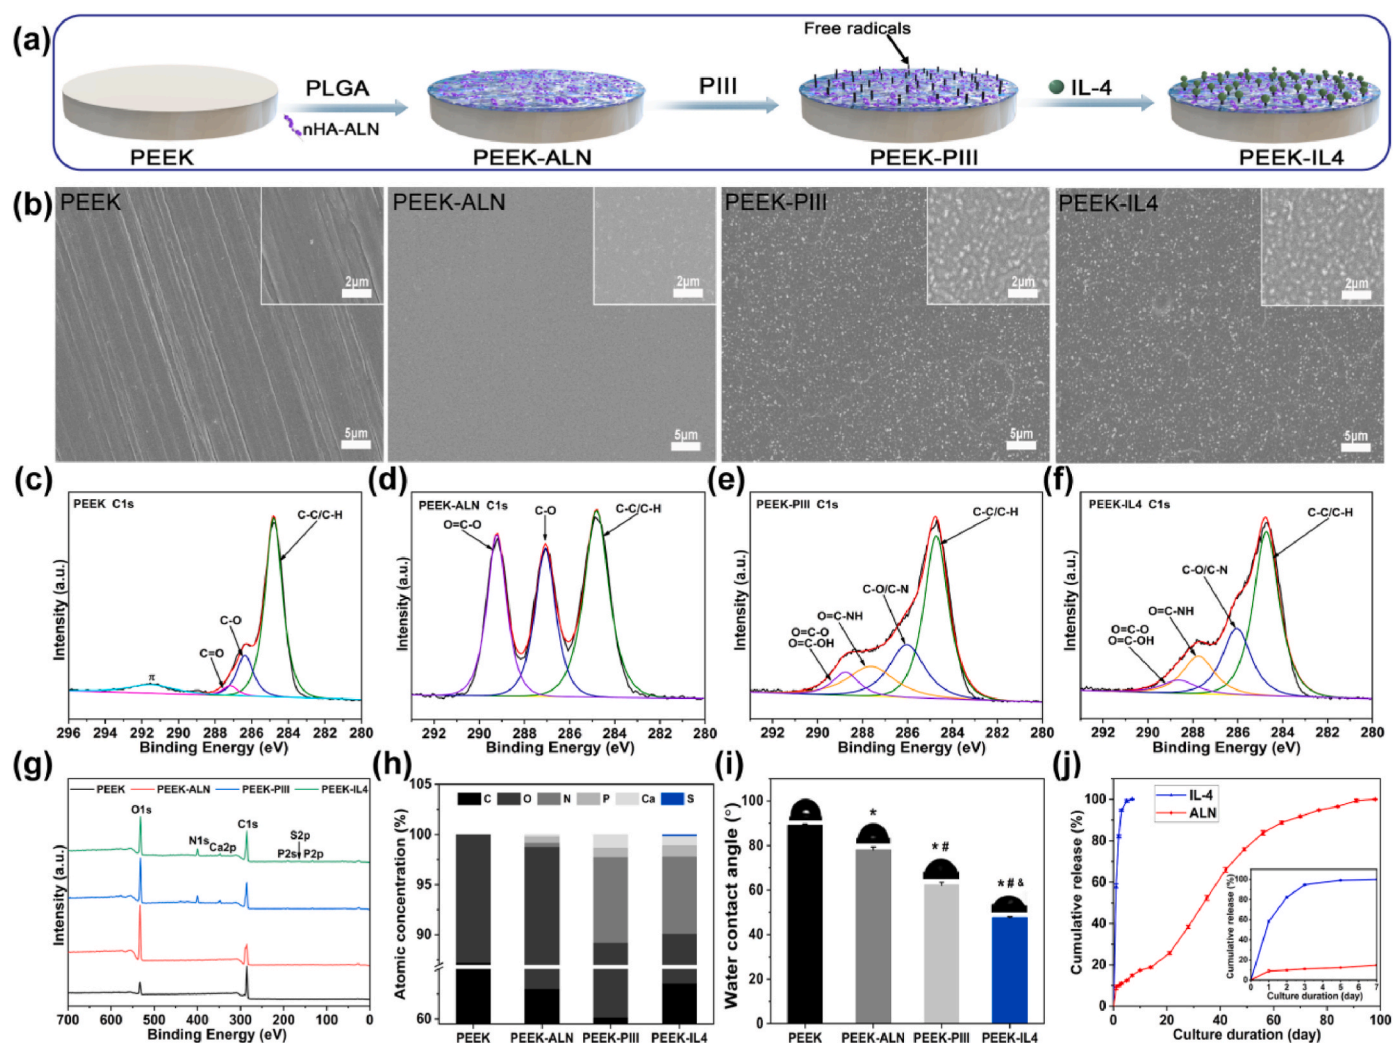 (a)
Free radicals
PLGA
nHA-ALN
PIII
IL-4
PEEK
PEEK-ALN
PEEK-PIII
PEEK-IL4
(b)
PEEK
2μm
5μm
PEEK-ALN
2μm
5μm
PEEK-PIII
2μm
5μm
PEEK-IL4
2μm
5μm
(c)
PEEK C1s
C-C/C-H
C-O
C=O
π
Intensity (a.u.)
296 294 292 290 288 286 284 282 280
Binding Energy (eV)
(d)
PEEK-ALN C1s
O=C-O
C-O
C-C/C-H
Intensity (a.u.)
292 290 288 286 284 282 280
Binding Energy (eV)
(e)
PEEK-PIII C1s
C-C/C-H
C-O/C-N
O=C-NH
O=C-O
O=C-OH
Intensity (a.u.)
292 290 288 286 284 282 280
Binding Energy (eV)
(f)
PEEK-IL4 C1s
C-C/C-H
C-O/C-N
O=C-NH
O=C-O
O=C-OH
Intensity (a.u.)
292 290 288 286 284 282 280
Binding Energy (eV)
(g)
PEEK PEEK-ALN PEEK-PIII PEEK-IL4
O1s
N1s
Ca2p
C1s
S2p
P2s P2p
Intensity (a.u.)
700 600 500 400 300 200 100 0
Binding Energy (eV)
(h)
C O N P Ca S
Atomic concentration (%)
105
100
95
90
60
PEEK PEEK-ALN PEEK-PIII PEEK-IL4
(i)
Water contact angle (°)
100
80
60
40
20
0
*
* #
* # &
PEEK PEEK-ALN PEEK-PIII PEEK-IL4
(j)
IL-4
ALN
Cumulative release (%)
100
80
60
40
20
0
0 20 40 60 80 100
Culture duration (day)
Cumulative release (%)
100
80
60
40
20
0
0 1 2 3 4 5 6 7
Culture duration (day)